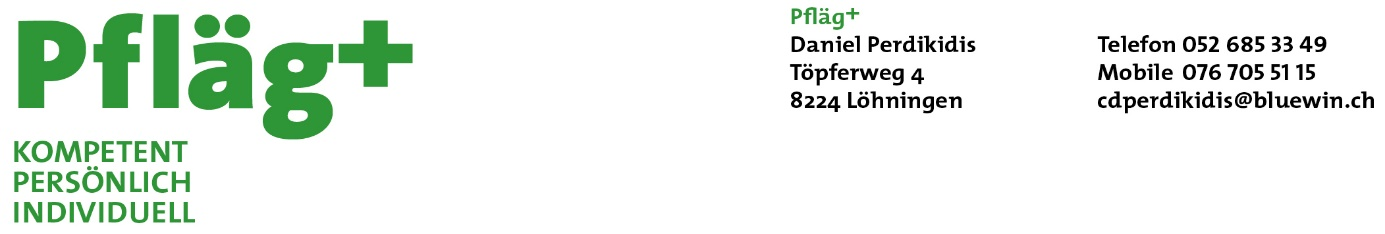 Pfläg+
KOMPETENT
PERSÖNLICH
INDIVIDUELL
Pfläg+
Daniel Perdikidis
Töpferweg 4
8224 Löhningen
Telefon 052 685 33 49
Mobile 076 705 51 15
cdperdikidis@bluewin.ch